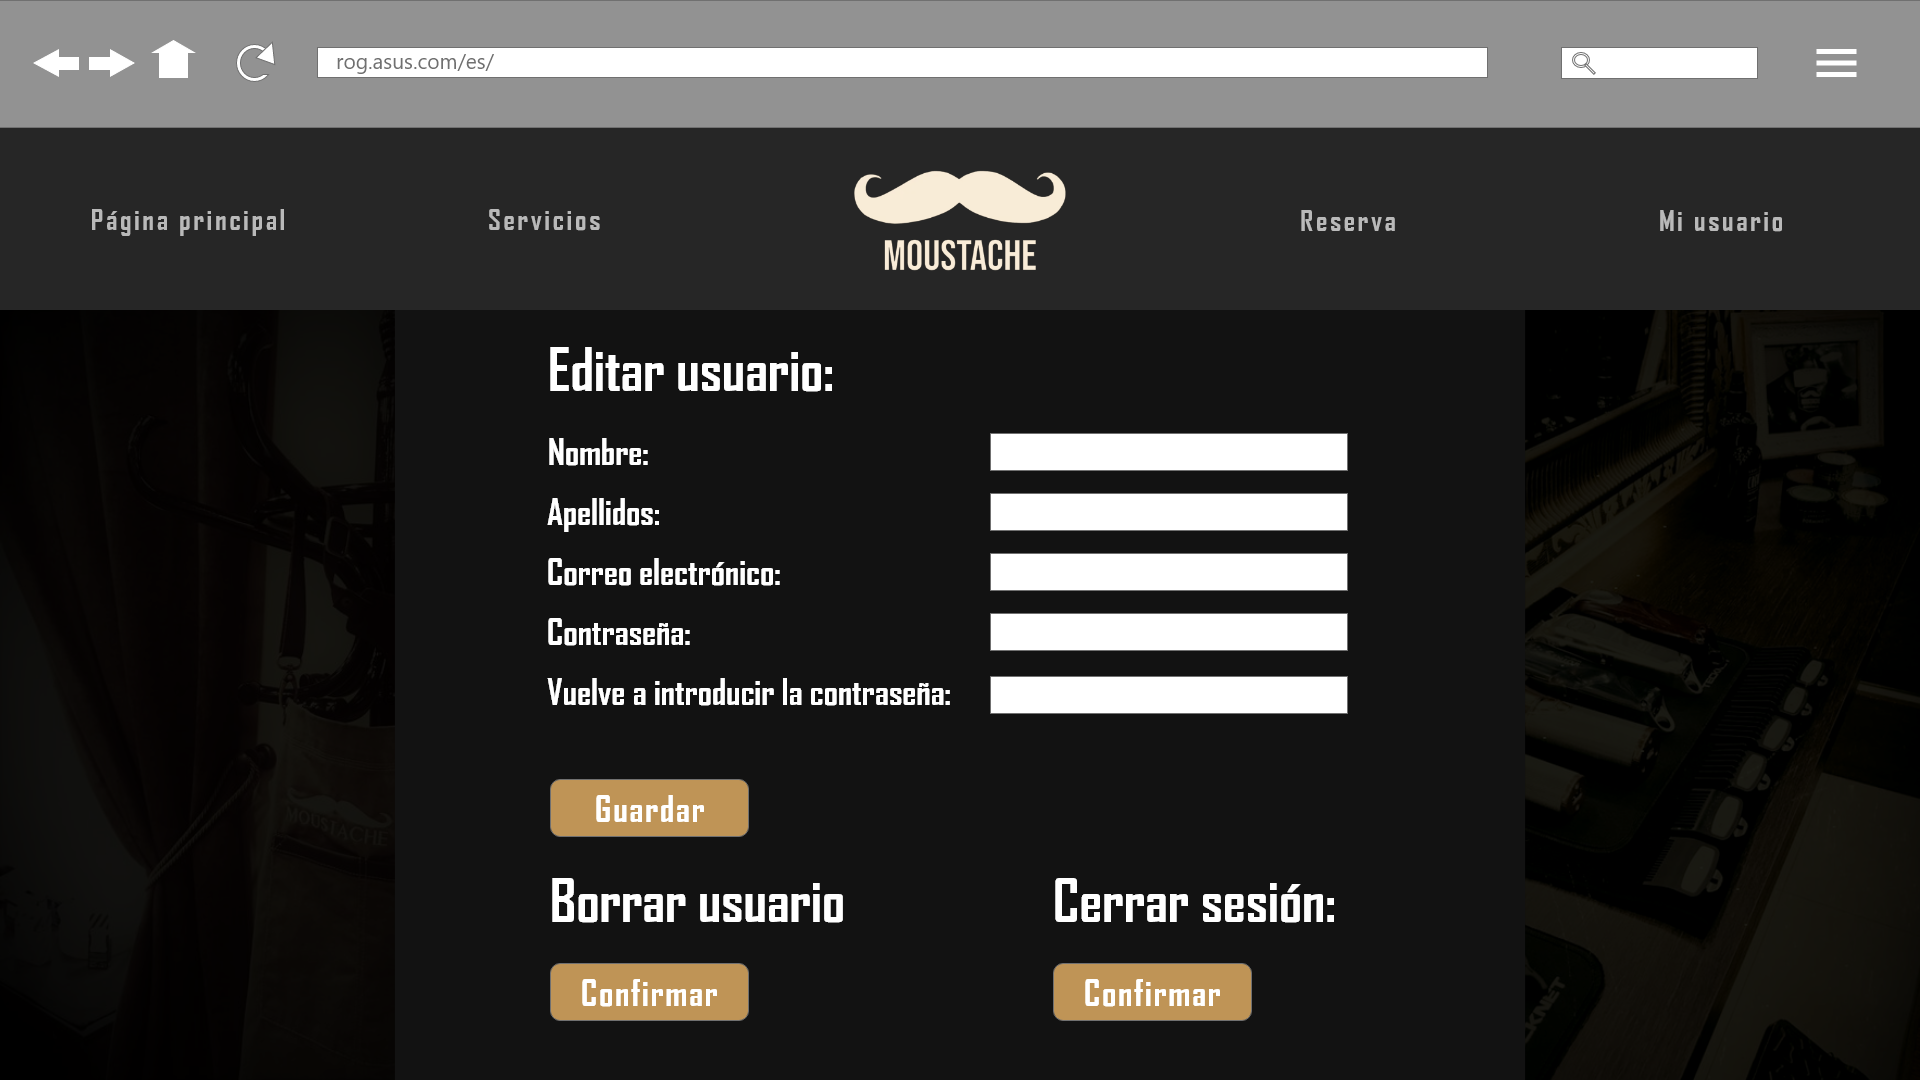 rog.asus.com/es/
Página principal
Servicios
MOUSTACHE
Reserva
Mi usuario
Editar usuario:
Nombre:
Apellidos:
Correo electrónico:
Contraseña:
Vuelve a introducir la contraseña:
MOUSTACHE
Guardar
Borrar usuario
Cerrar sesión:
Confirmar
Confirmar